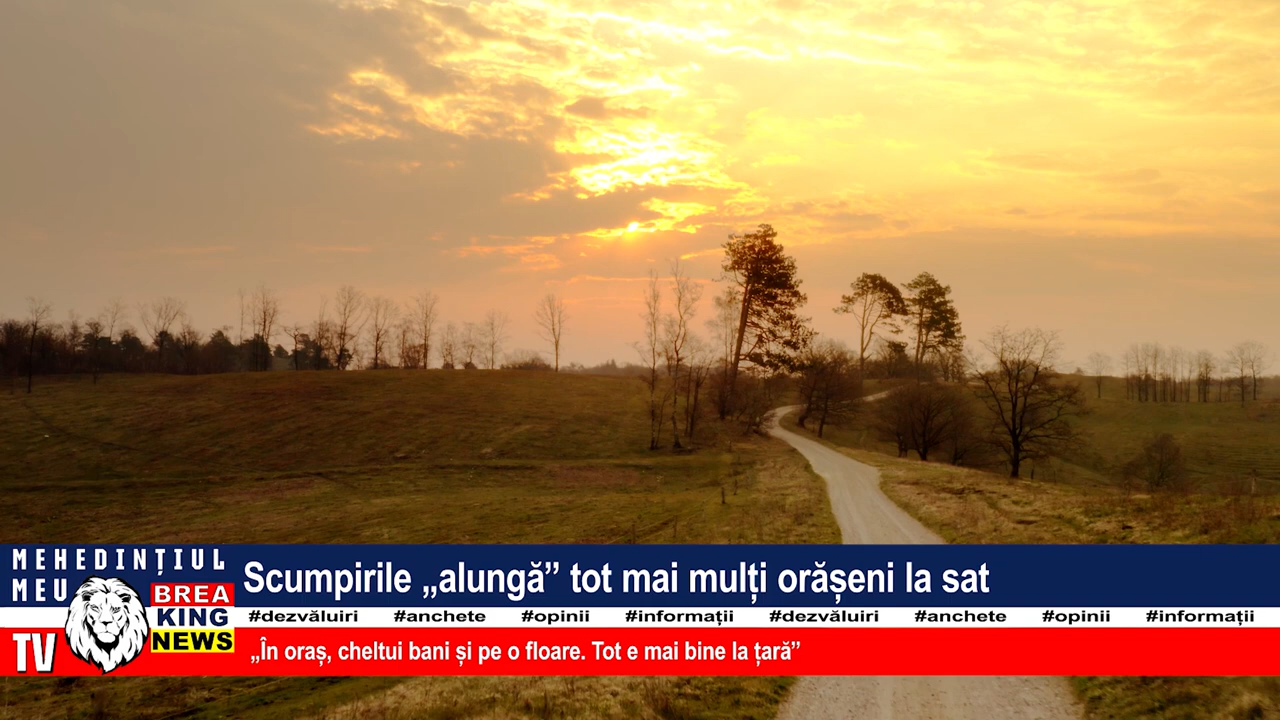 MEHEDINȚIUL
MEU
TV
BREA
KING
NEWS
Scumpirile „alungă” tot mai mulți orășeni la sat
#dezvăluiri #anchete #opinii #informații #dezvăluiri #anchete #opinii #informații
„În oraș, cheltui bani și pe o floare. Tot e mai bine la țară”